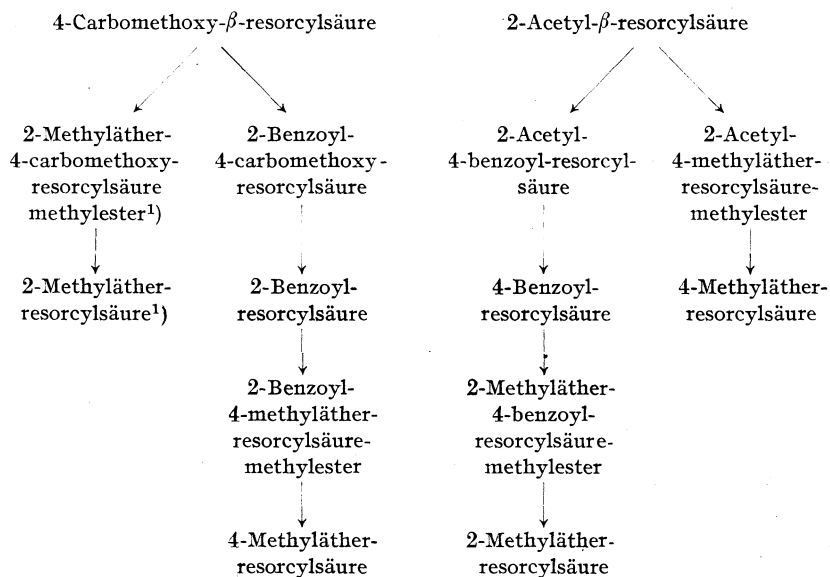 4-Carbomethoxy-β-resorcylsäure
2-Acetyl-β-resorcylsäure
2-Methyläther-
4-carbomethoxy-
resorcylsäure
methylester¹)
2-Benzoyl-
4-carbomethoxy-
resorcylsäure
2-Acetyl-
4-benzoyl-resorcyl-
säure
2-Acetyl-
4-methyläther-
resorcylsäure-
methylester
2-Methyläther-
resorcylsäure¹)
2-Benzoyl-
resorcylsäure
4-Benzoyl-
resorcylsäure
4-Methyläther-
resorcylsäure
2-Benzoyl-
4-methyläther-
resorcylsäure-
methylester
2-Methyläther-
4-benzoyl-
resorcylsäure-
methylester
4-Methyläther-
resorcylsäure
2-Methyläther-
resorcylsäure